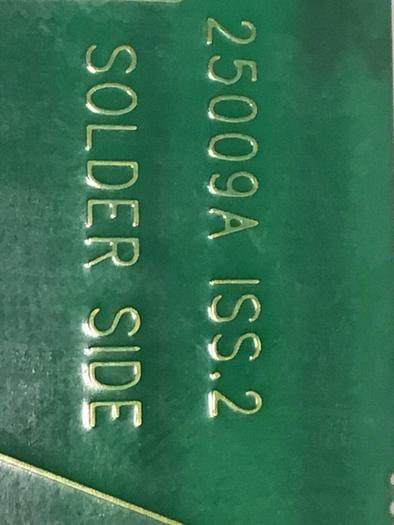 25009A ISS.2
SOLDER SIDE